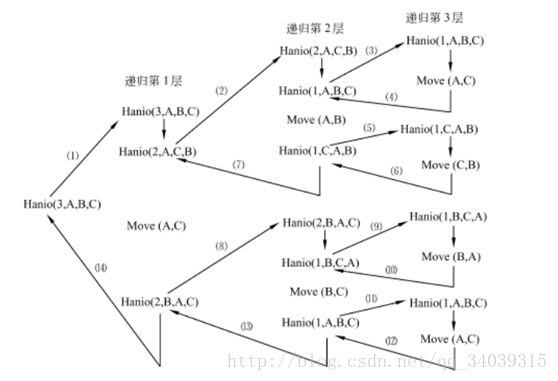 递归第1层
递归第2层
递归第3层
Hanio(3,A,B,C)
(1)
Hanio(3,A,B,C)
Hanio(2,A,C,B)
(2)
Hanio(2,A,C,B)
Hanio(1,A,B,C)
(3)
Hanio(1,A,B,C)
Move (A,C)
(4)
Move (A,B)
Hanio(1,C,A,B)
(5)
Hanio(1,C,A,B)
Move (C,B)
(6)
(7)
Move (A,C)
Hanio(2,B,A,C)
(8)
Hanio(2,B,A,C)
Hanio(1,B,C,A)
(9)
Hanio(1,B,C,A)
Move (B,A)
(10)
Move (B,C)
Hanio(1,A,B,C)
(11)
Hanio(1,A,B,C)
Move (A,C)
(12)
(13)
(14)
http://blog.csdn.net/qq_34039315